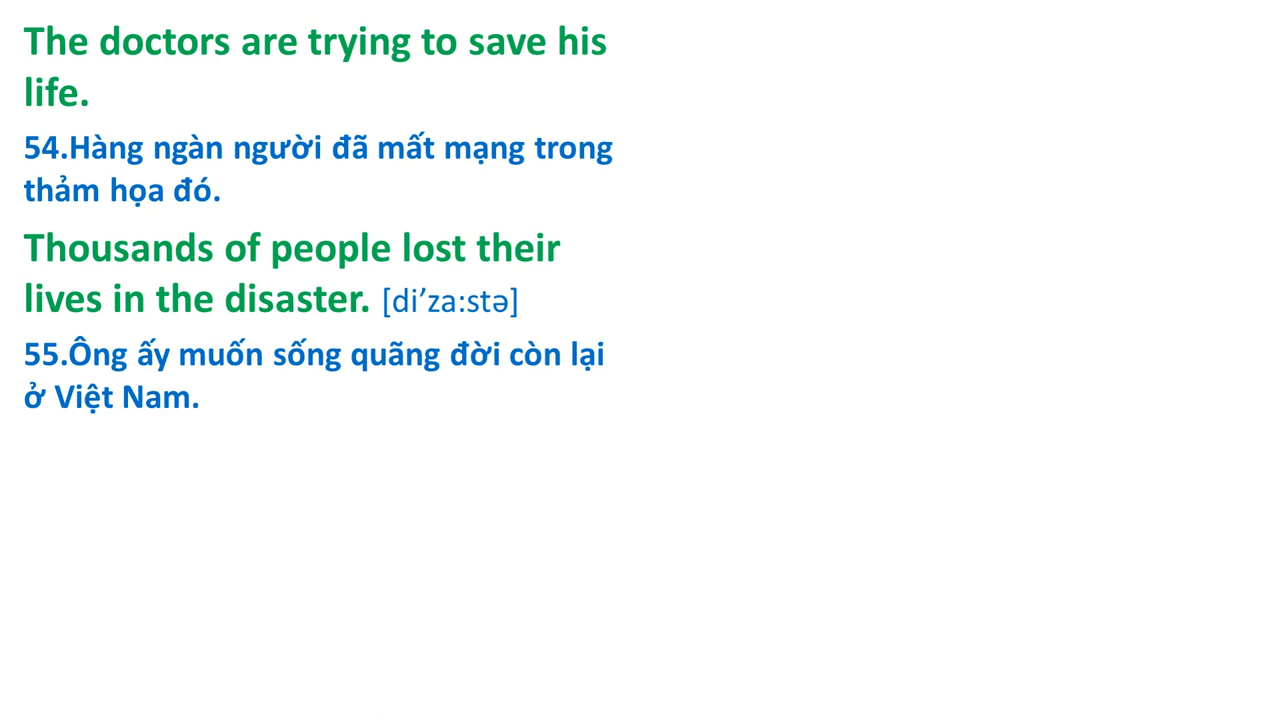 The doctors are trying to save his
life.
54.Hàng ngàn người đã mất mạng trong
thảm họa đó.
Thousands of people lost their
lives in the disaster. [di’za:stə]
55.Ông ấy muốn sống quãng đời còn lại
ở Việt Nam.